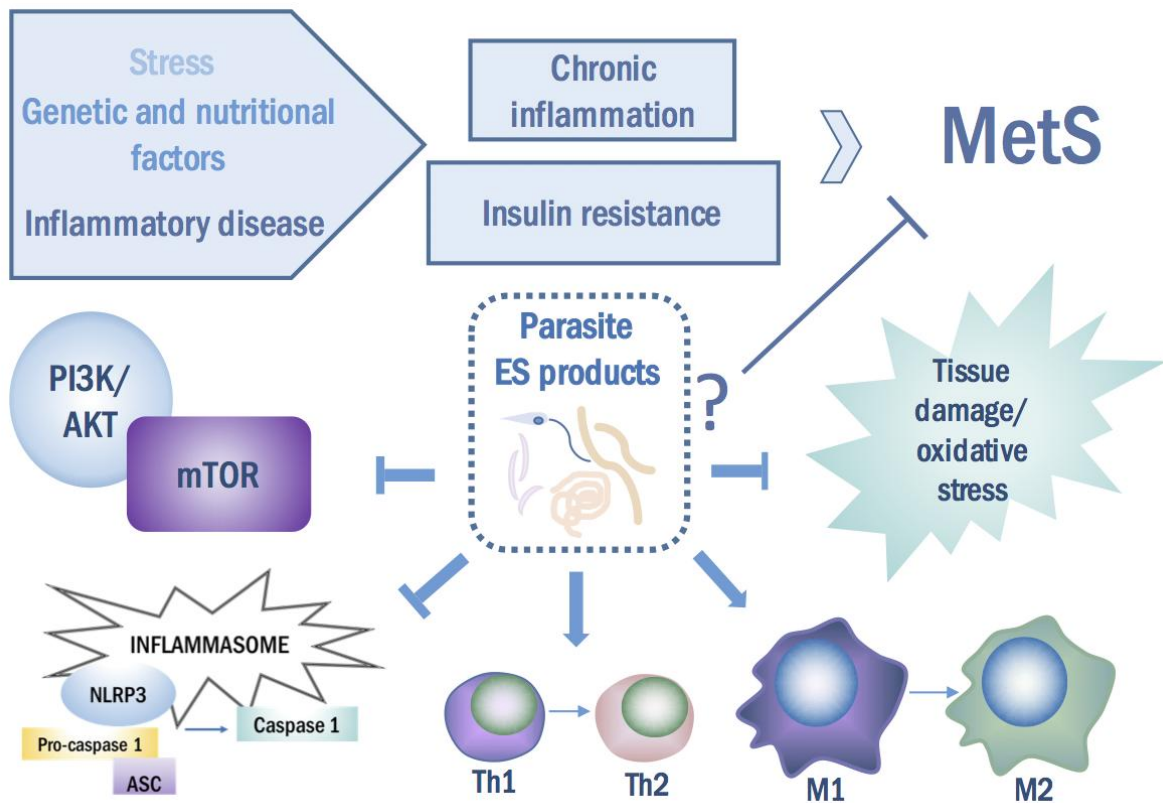 Stress
Genetic and nutritional
factors
Inflammatory disease
Chronic
inflammation
Insulin resistance
MetS
PI3K/
AKT
mTOR
Parasite
ES products
?
Tissue
damage/
oxidative
stress
INFLAMMASOME
NLRP3
Pro-caspase 1
ASC
Caspase 1
Th1
Th2
M1
M2